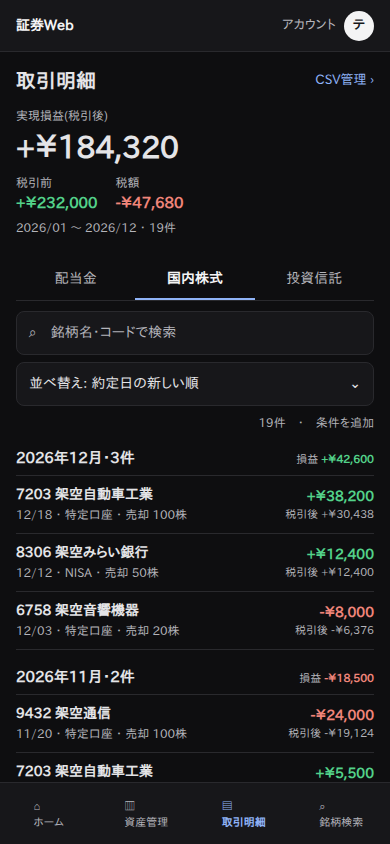 証券Web
アカウント テ
取引明細
CSV管理 ›
実現損益(税引後)
+¥184,320
税引前 税額
+¥232,000 -¥47,680
2026/01 〜 2026/12・19件
配当金 国内株式 投資信託
銘柄名・コードで検索
並べ替え: 約定日の新しい順
19件 ・ 条件を追加
2026年12月・3件 損益 +¥42,600
7203 架空自動車工業 +¥38,200
12/18・特定口座・売却 100株 税引後 +¥30,438
8306 架空みらい銀行 +¥12,400
12/12・NISA・売却 50株 税引後 +¥12,400
6758 架空音響機器 -¥8,000
12/03・特定口座・売却 20株 税引後 -¥6,376
2026年11月・2件 損益 -¥18,500
9432 架空通信 -¥24,000
11/20・特定口座・売却 100株 税引後 -¥19,124
7203 架空自動車工業 +¥5,500
ホーム 資産管理 取引明細 銘柄検索